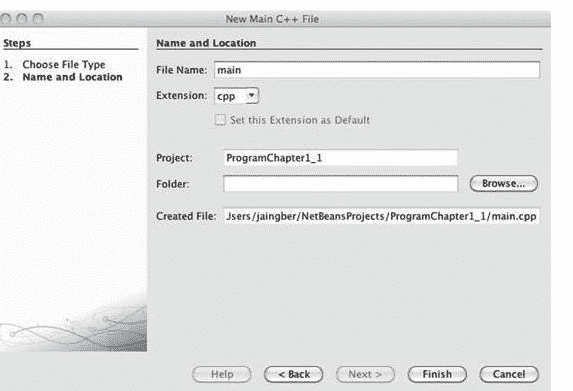 New Main C++ File
Steps
1. Choose File Type
2. Name and Location
Name and Location
File Name: main
Extension: cpp
Set this Extension as Default
Project: ProgramChapter1_1
Folder:
Browse...
Created File: Jsers/jaingber/NetBeansProjects/ProgramChapter1_1/main.cpp
Help
< Back
Next >
Finish
Cancel